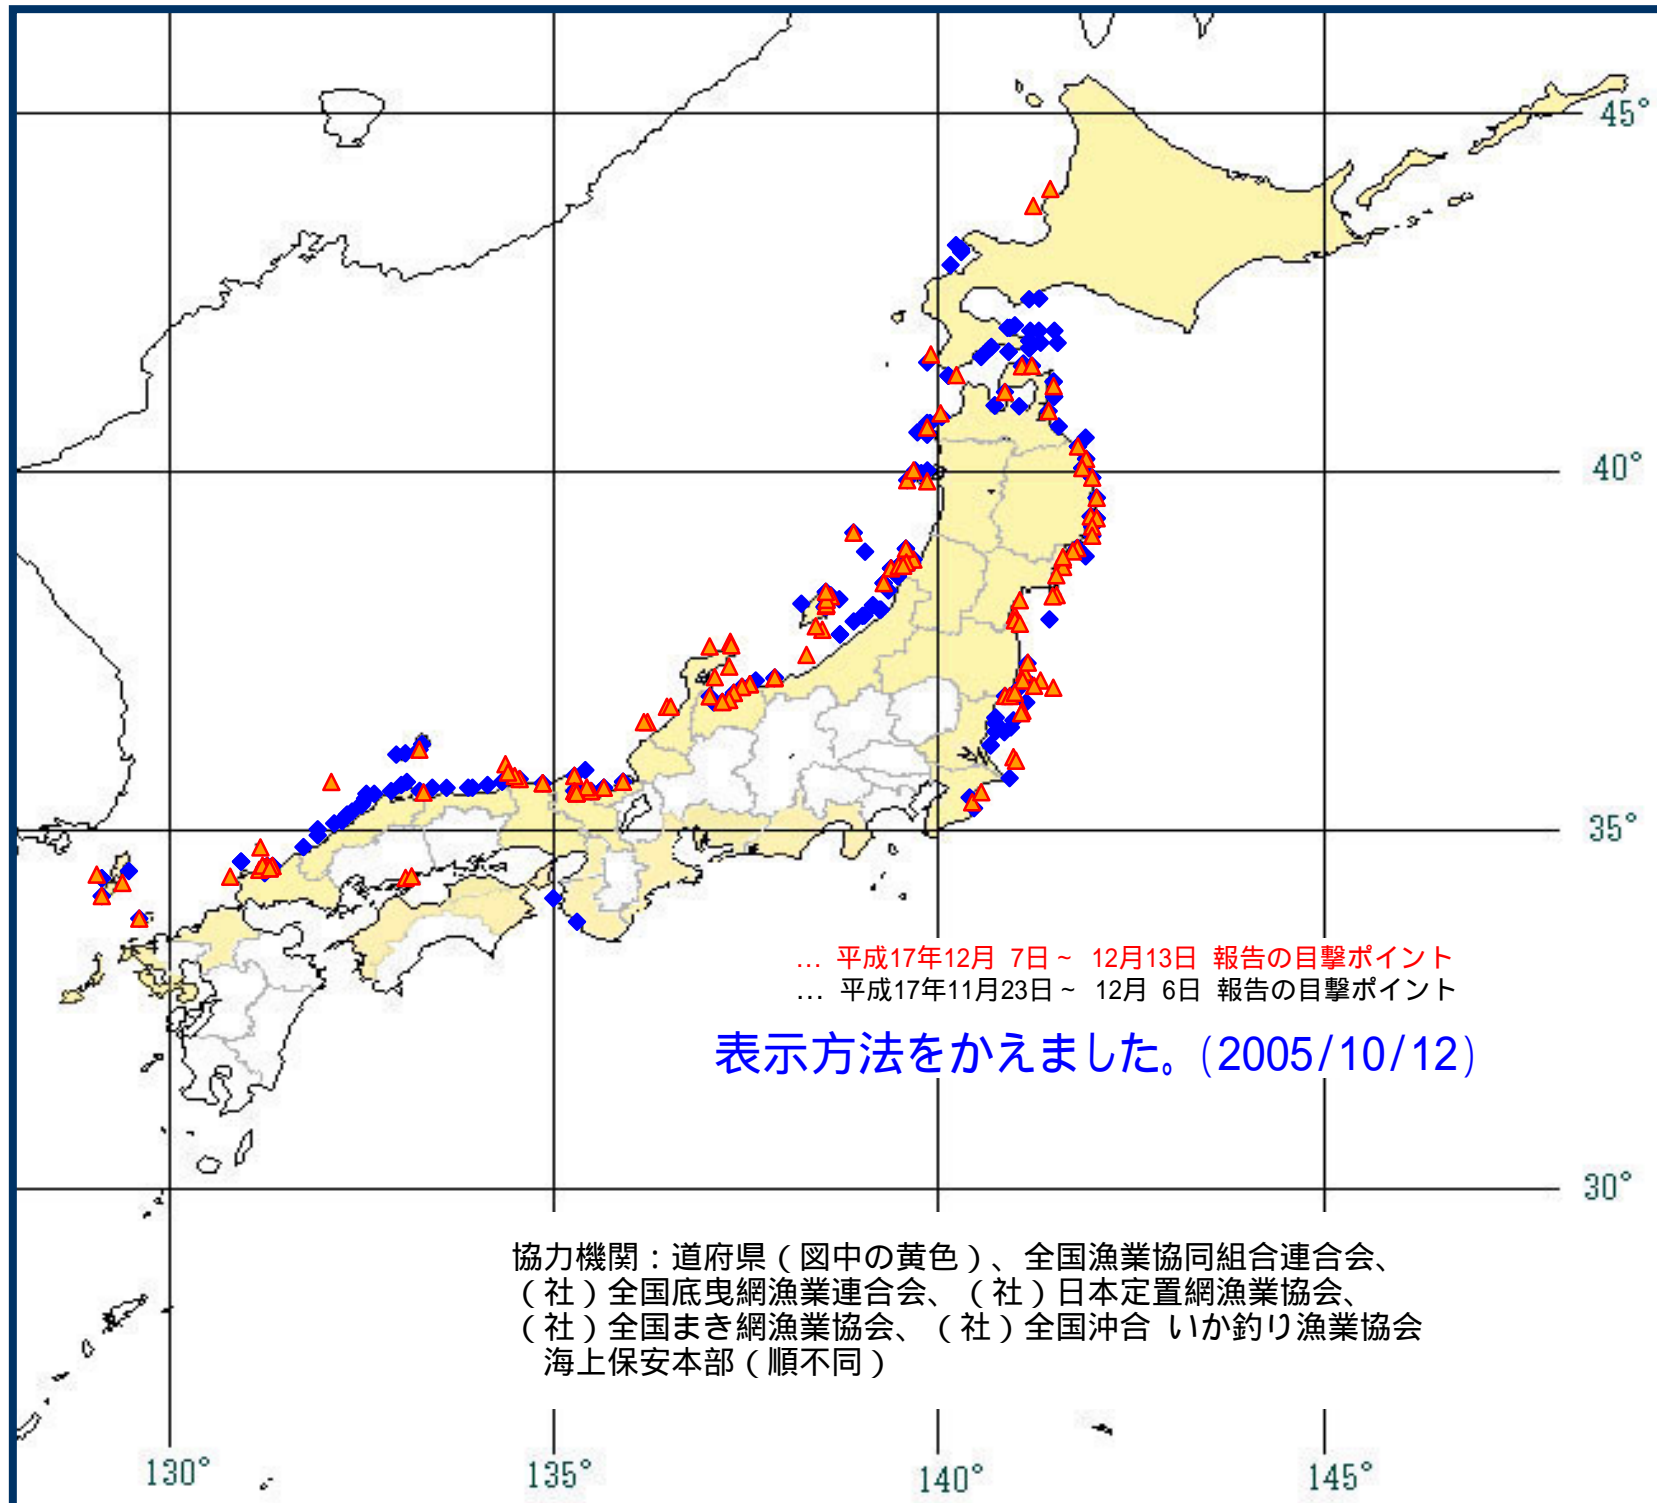 45°
40°
35°
… 平成17年12月 7日~ 12月13日 報告の目撃ポイント
… 平成17年11月23日~ 12月 6日 報告の目撃ポイント
表示方法をかえました。(2005/10/12)
30°
協力機関：道府県（図中の黄色）、全国漁業協同組合連合会、
（社）全国底曳網漁業連合会、（社）日本定置網漁業協会、
（社）全国まき網漁業協会、（社）全国沖合 いか釣り漁業協会
海上保安本部（順不同）
130° 135° 140° 145°